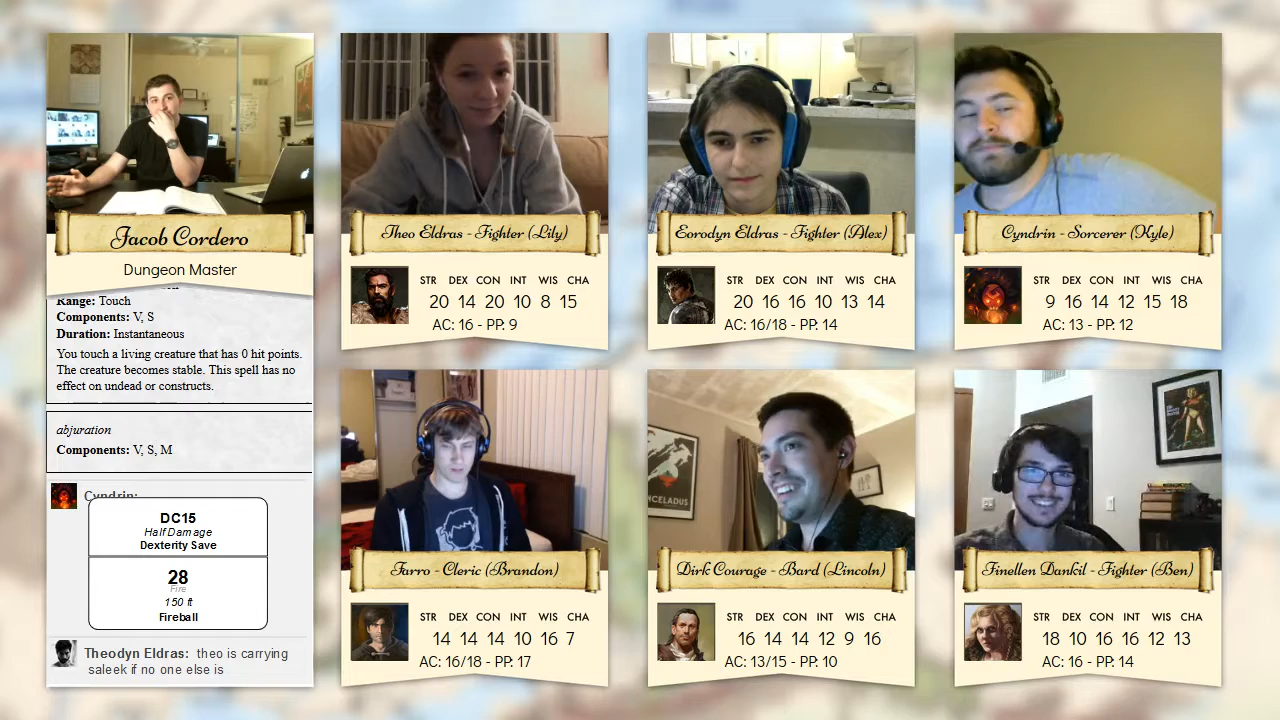 Jacob Cordero
Dungeon Master
Range: Touch
Components: V, S
Duration: Instantaneous
You touch a living creature that has 0 hit points.
The creature becomes stable. This spell has no
effect on undead or constructs.
abjuration
Components: V, S, M
Cyndrin:
DC15
Half Damage
Dexterity Save
28
Fire
150 ft
Fireball
Theodyn Eldras: theo is carrying
saleek if no one else is
Theo Eldras - Fighter (Lily)
STR DEX CON INT WIS CHA
20 14 20 10 8 15
AC: 16 - PP: 9
Eorodyn Eldras - Fighter (Alex)
STR DEX CON INT WIS CHA
20 16 16 10 13 14
AC: 16/18 - PP: 14
Cyndrin - Sorcerer (Kyle)
STR DEX CON INT WIS CHA
9 16 14 12 15 18
AC: 13 - PP: 12
Farro - Cleric (Brandon)
STR DEX CON INT WIS CHA
14 14 14 10 16 7
AC: 16/18 - PP: 17
NCELADUS
Dirk Courage - Bard (Lincoln)
STR DEX CON INT WIS CHA
16 14 14 12 9 16
AC: 13/15 - PP: 10
Finellen Dankil - Fighter (Ben)
STR DEX CON INT WIS CHA
18 10 16 16 12 13
AC: 16 - PP: 14